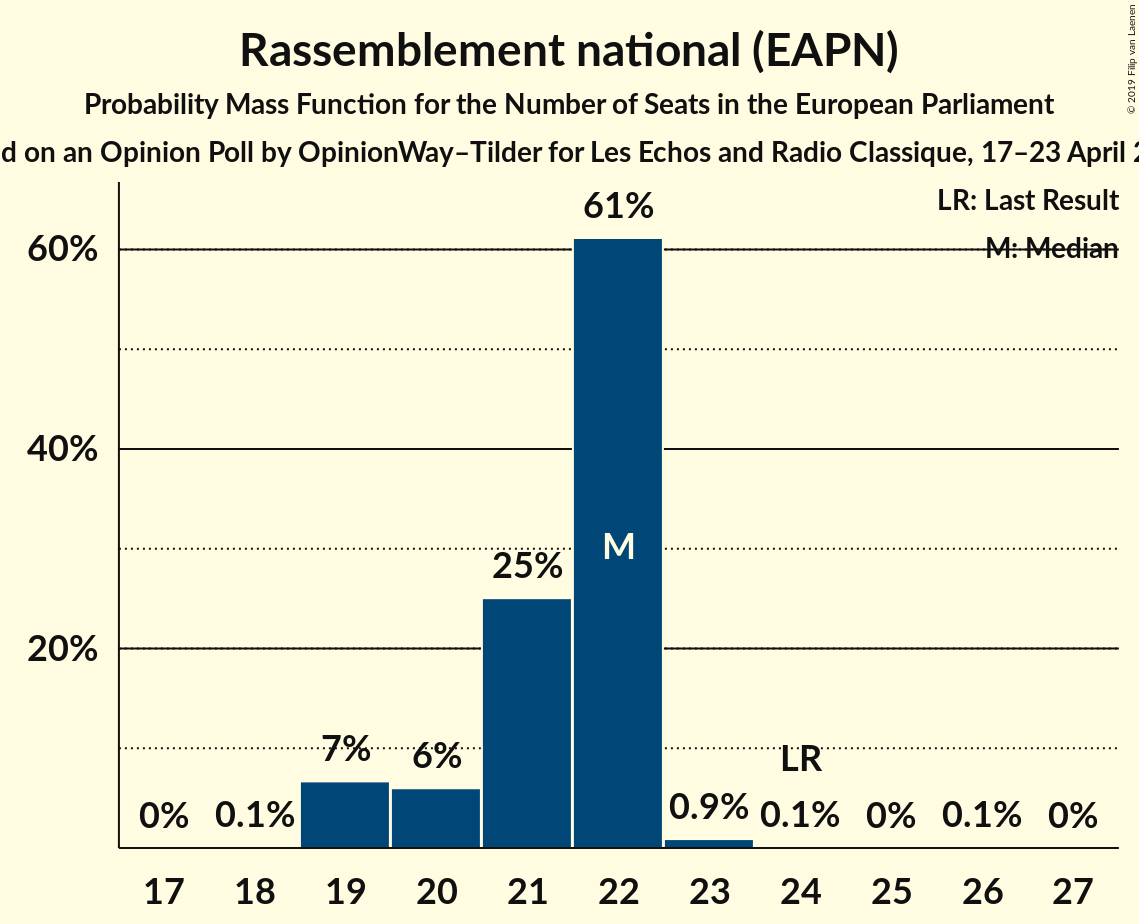 Rassemblement national (EAPN)
Probability Mass Function for the Number of Seats in the European Parliament
d on an Opinion Poll by OpinionWay–Tilder for Les Echos and Radio Classique, 17–23 April 2
© 2019 Filip van Laenen
LR: Last Result
M: Median
60%
40%
20%
61%
M
25%
7%
6%
LR
0%
0.1%
0.9%
0.1%
0%
0.1%
0%
17 18 19 20 21 22 23 24 25 26 27